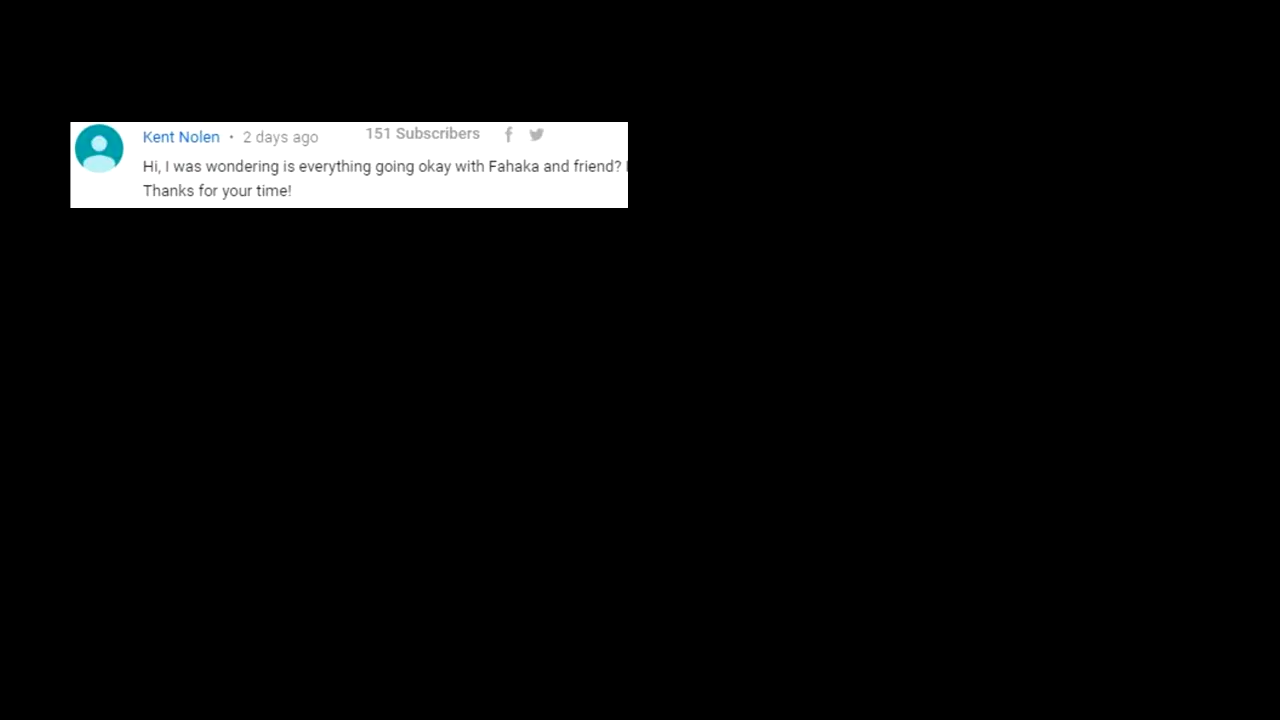 Kent Nolen • 2 days ago 151 Subscribers
Hi, I was wondering is everything going okay with Fahaka and friend?
Thanks for your time!